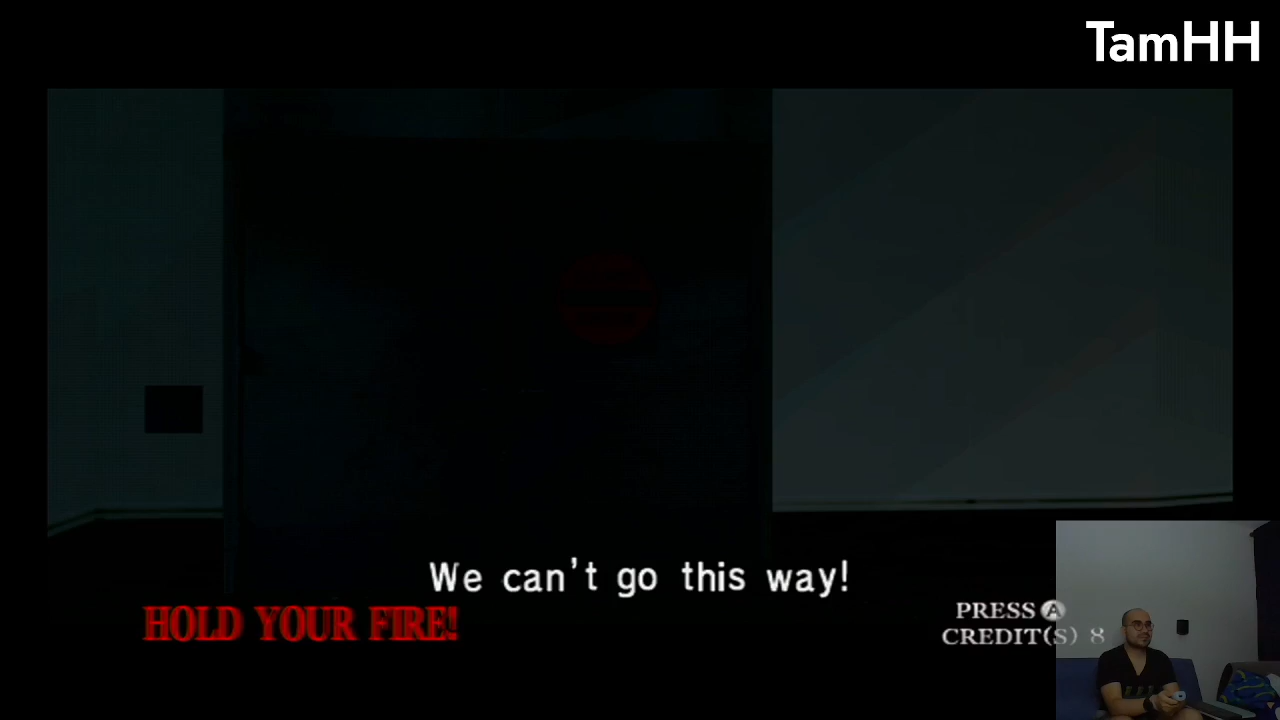 TamHH
We can't go this way!
HOLD YOUR FIRE!
PRESS A
CREDIT(S) 8